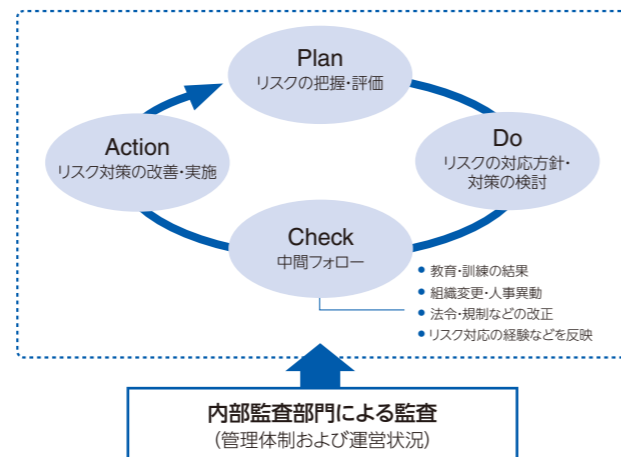 Plan
リスクの把握・評価
Do
リスクの対応方針・
対策の検討
Action
リスク対策の改善・実施
Check
中間フォロー
● 教育・訓練の結果
● 組織変更・人事異動
● 法令・規制などの改正
● リスク対応の経験などを反映
内部監査部門による監査
（管理体制および運営状況）